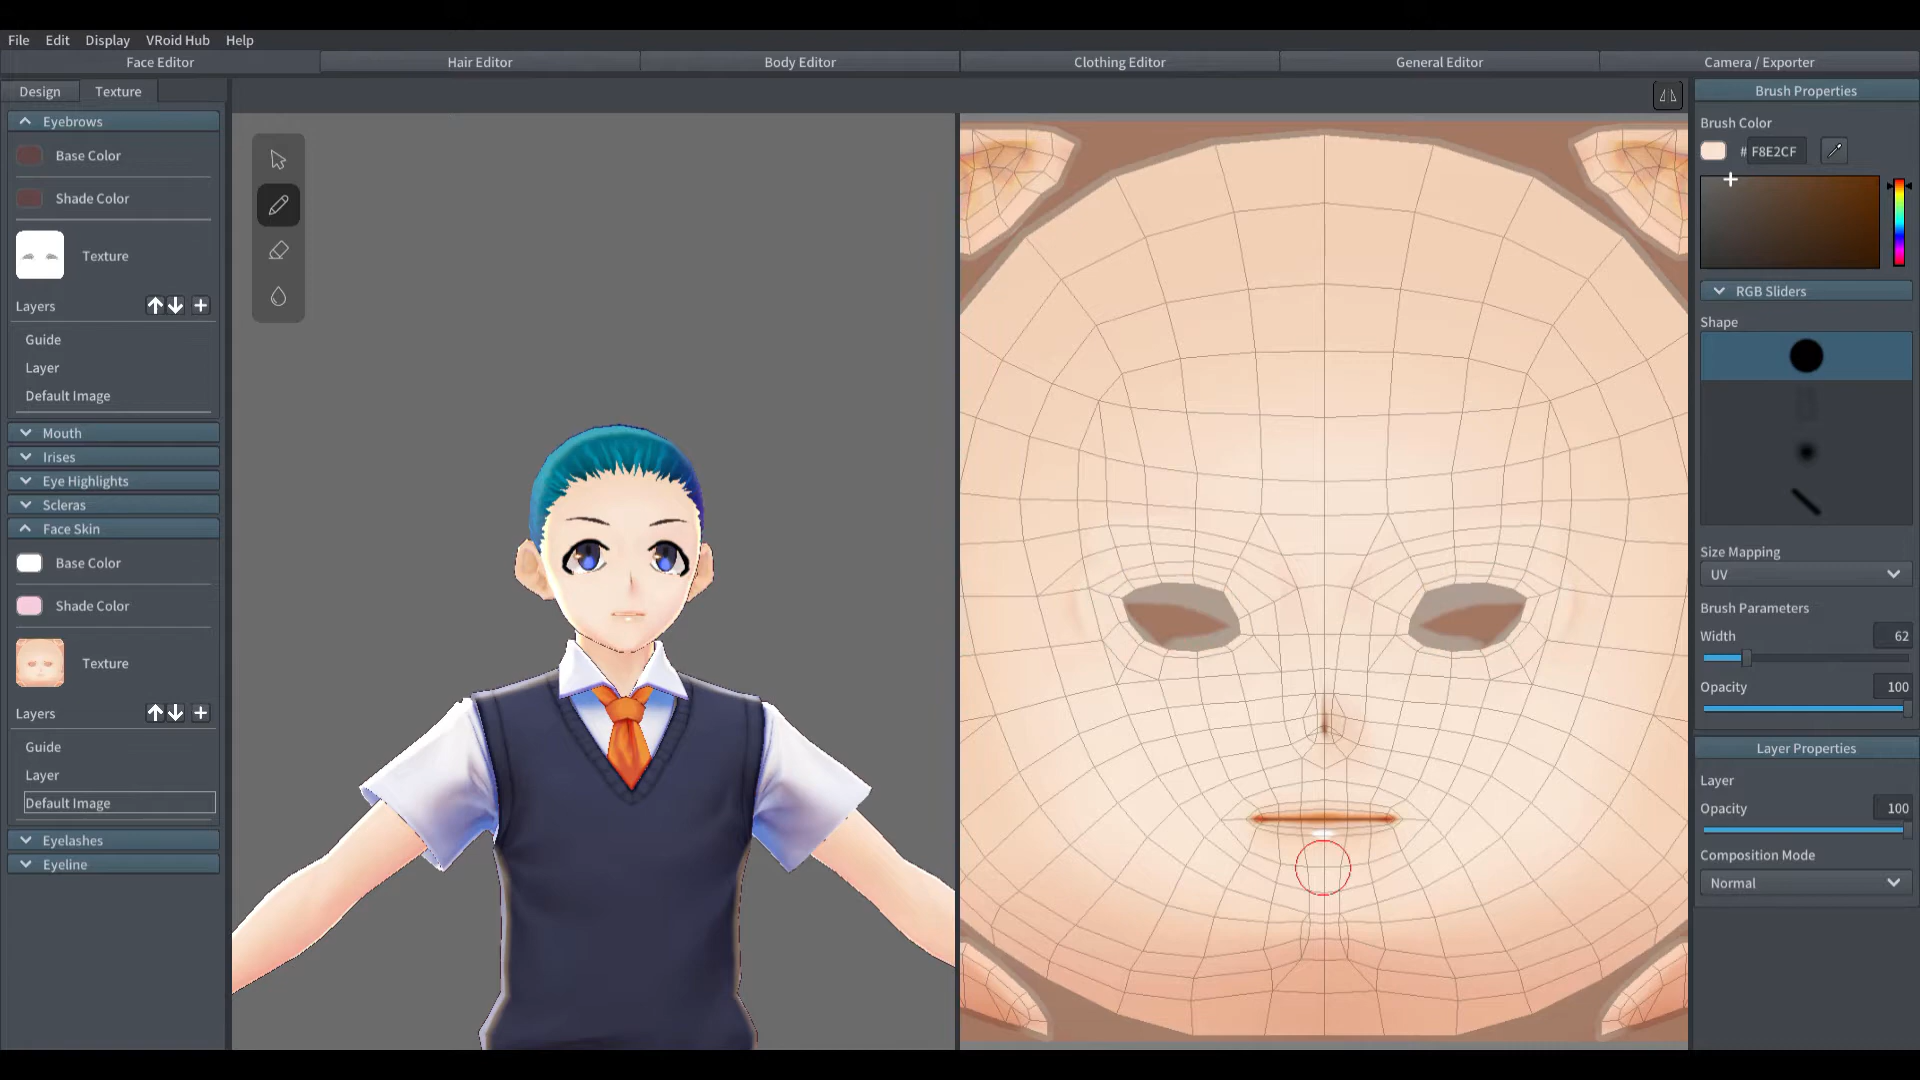 File Edit Display VRoid Hub Help
Face Editor Hair Editor Body Editor Clothing Editor General Editor Camera / Exporter
Design Texture
Eyebrows
Base Color
Shade Color
Texture
Layers
Guide
Layer
Default Image
Mouth
Irises
Eye Highlights
Scleras
Face Skin
Base Color
Shade Color
Texture
Layers
Guide
Layer
Default Image
Eyelashes
Eyeline
Brush Properties
Brush Color
# F8E2CF
RGB Sliders
Shape
Size Mapping
UV
Brush Parameters
Width 62
Opacity 100
Layer Properties
Layer
Opacity 100
Composition Mode
Normal